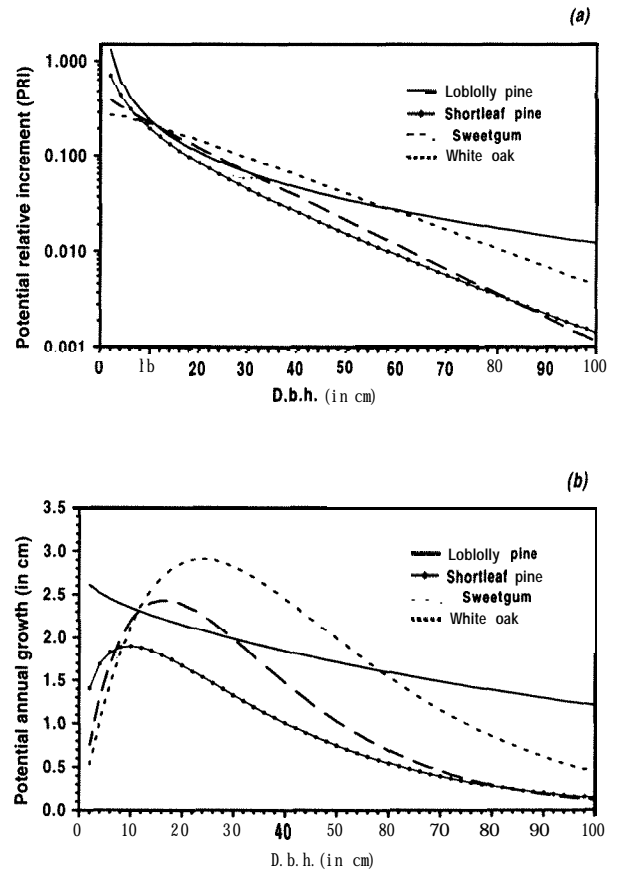 (a)
Potential relative increment (PRI)
1.000
0.100
0.010
0.001
Loblolly pine
Shortleaf pine
Sweetgum
White oak
0 lb 20 30 40 50 60 70 80 90 100
D.b.h. (in cm)
(b)
Potential annual growth (in cm)
3.5
3.0
2.5
2.0
1.5
1.0
0.5
0.0
Loblolly pine
Shortleaf pine
Sweetgum
White oak
0 10 20 30 40 50 60 70 80 90 100
D.b.h. (in cm)